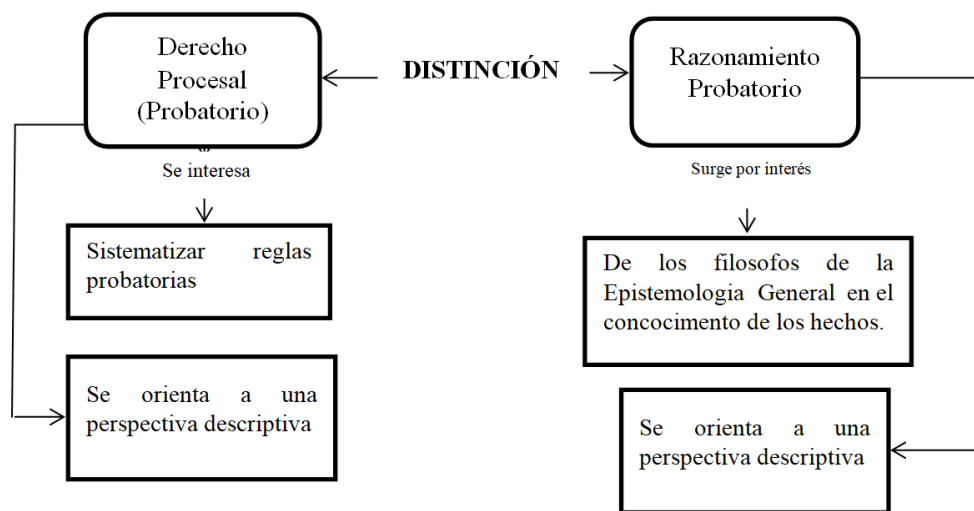 Derecho
Procesal
(Probatorio)
DISTINCIÓN
Razonamiento
Probatorio
Se interesa
Surge por interés
Sistematizar reglas
probatorias
De los filosofos de la
Epistemologia General en el
concocimento de los hechos.
Se orienta a una
perspectiva descriptiva
Se orienta a una
perspectiva descriptiva